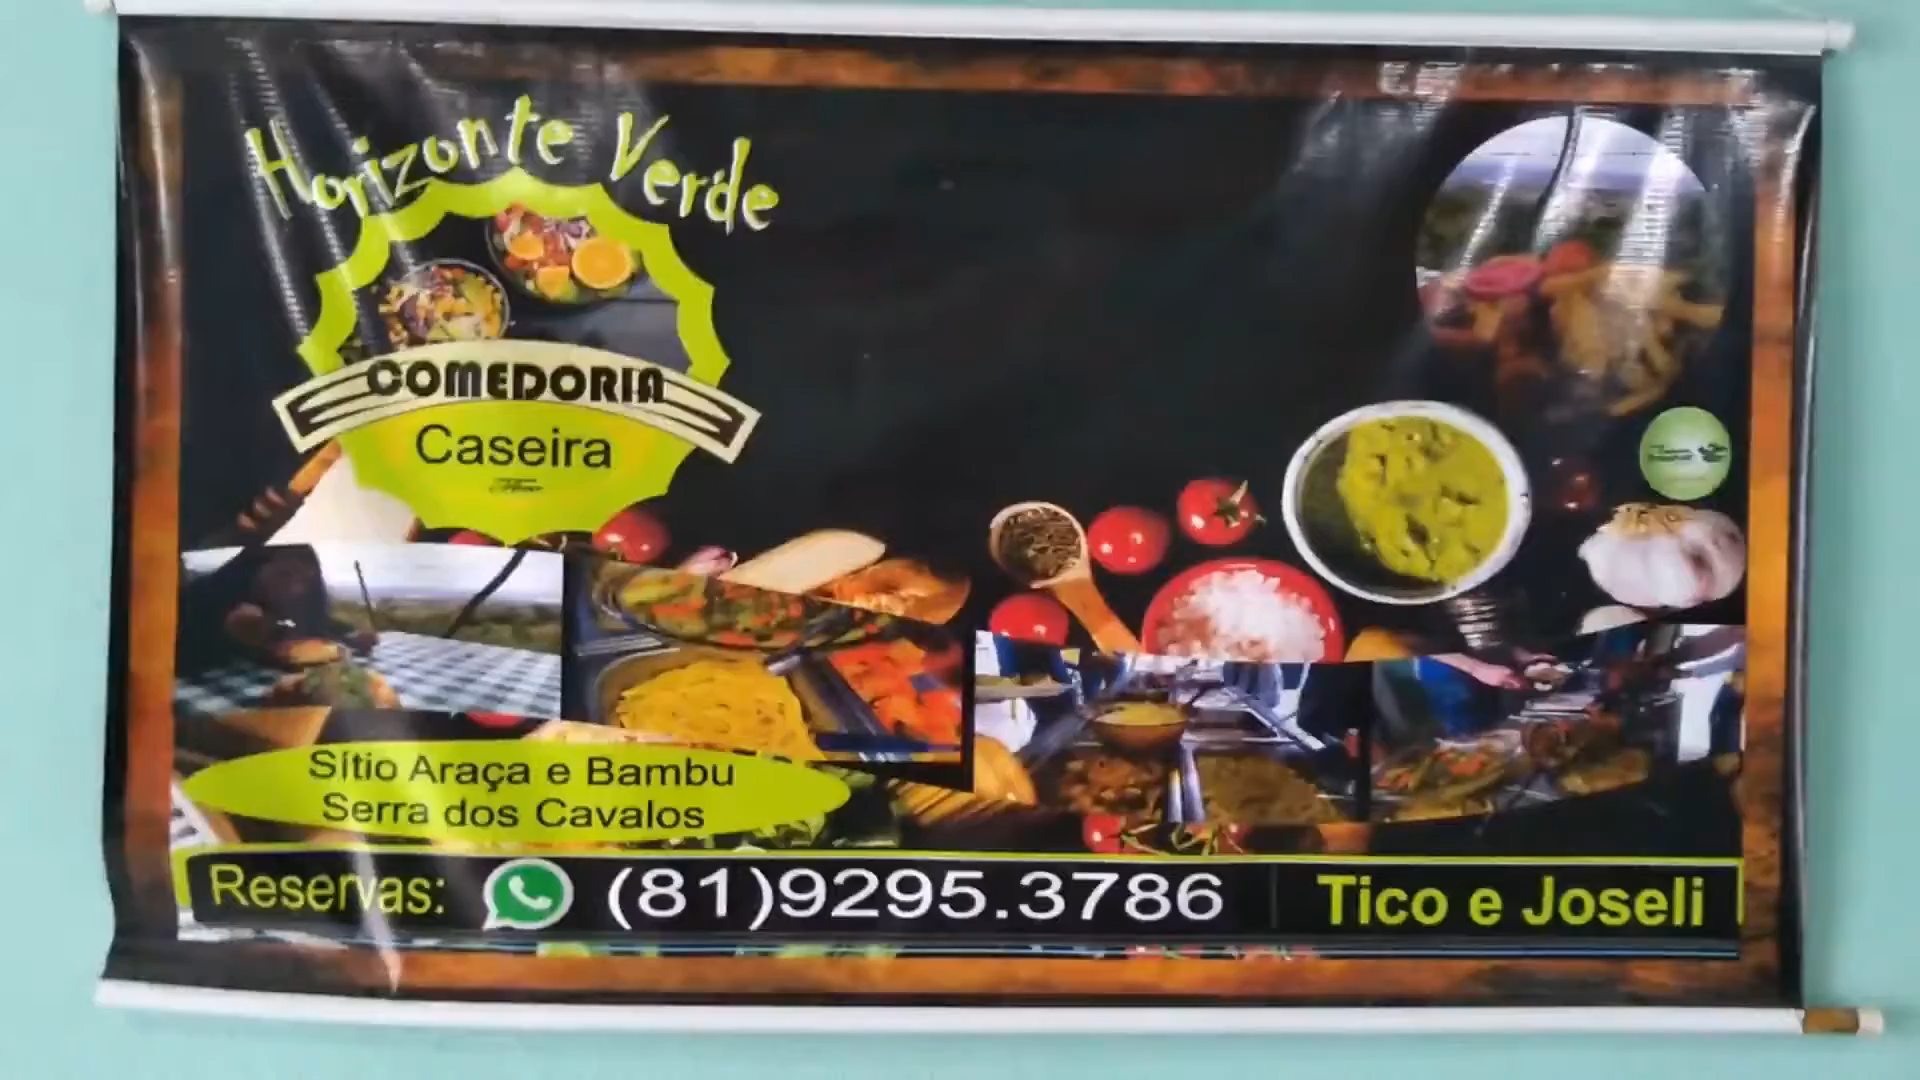 Horizonte Verde
COMEDORIA
Caseira
Sítio Araça e Bambu
Serra dos Cavalos
Reservas: (81)9295.3786 Tico e Joseli